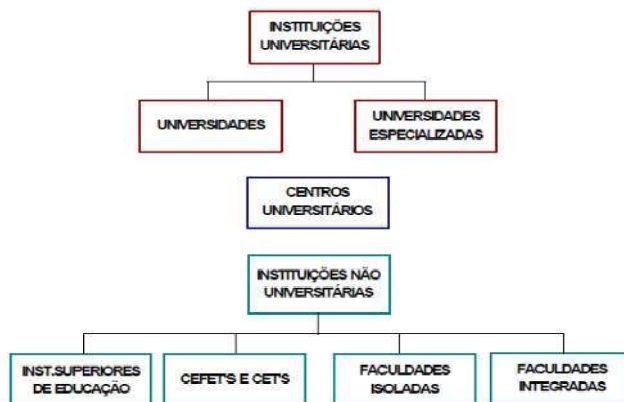 INSTITUIÇÕES
UNIVERSITÁRIAS
UNIVERSIDADES
UNIVERSIDADES
ESPECIALIZADAS
CENTROS
UNIVERSITÁRIOS
INSTITUIÇÕES NÃO
UNIVERSITÁRIAS
INST.SUPERIORES
DE EDUCAÇÃO
CEFET'S E CET'S
FACULDADES
ISOLADAS
FACULDADES
INTEGRADAS